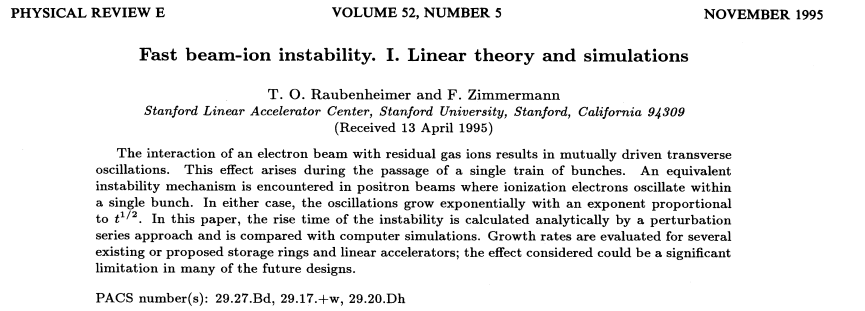 PHYSICAL REVIEW E VOLUME 52, NUMBER 5 NOVEMBER 1995
Fast beam-ion instability. I. Linear theory and simulations
T. O. Raubenheimer and F. Zimmermann
Stanford Linear Accelerator Center, Stanford University, Stanford, California 94309
(Received 13 April 1995)
The interaction of an electron beam with residual gas ions results in mutually driven transverse
oscillations. This effect arises during the passage of a single train of bunches. An equivalent
instability mechanism is encountered in positron beams where ionization electrons oscillate within
a single bunch. In either case, the oscillations grow exponentially with an exponent proportional
to t^{1/2}. In this paper, the rise time of the instability is calculated analytically by a perturbation
series approach and is compared with computer simulations. Growth rates are evaluated for several
existing or proposed storage rings and linear accelerators; the effect considered could be a significant
limitation in many of the future designs.
PACS number(s): 29.27.Bd, 29.17.+w, 29.20.Dh